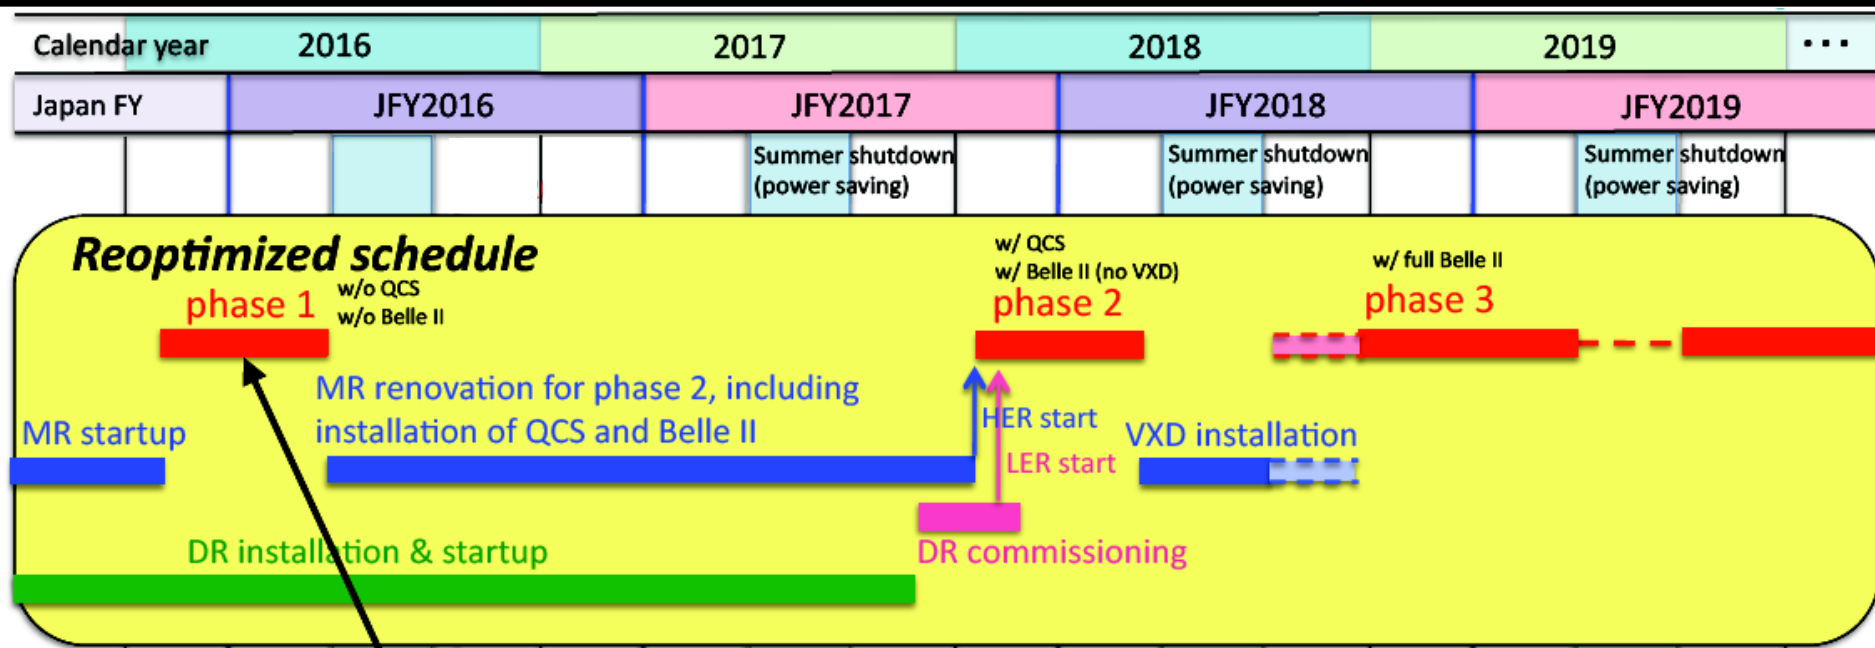 Calendar year 2016 2017 2018 2019 ...
Japan FY JFY2016 JFY2017 JFY2018 JFY2019
Summer shutdown
(power saving)
Summer shutdown
(power saving)
Summer shutdown
(power saving)
Reoptimized schedule
phase 1
w/o QCS
w/o Belle II
w/ QCS
w/ Belle II (no VXD)
phase 2
w/ full Belle II
phase 3
MR startup
MR renovation for phase 2, including
installation of QCS and Belle II
HER start
LER start
VXD installation
DR installation & startup
DR commissioning